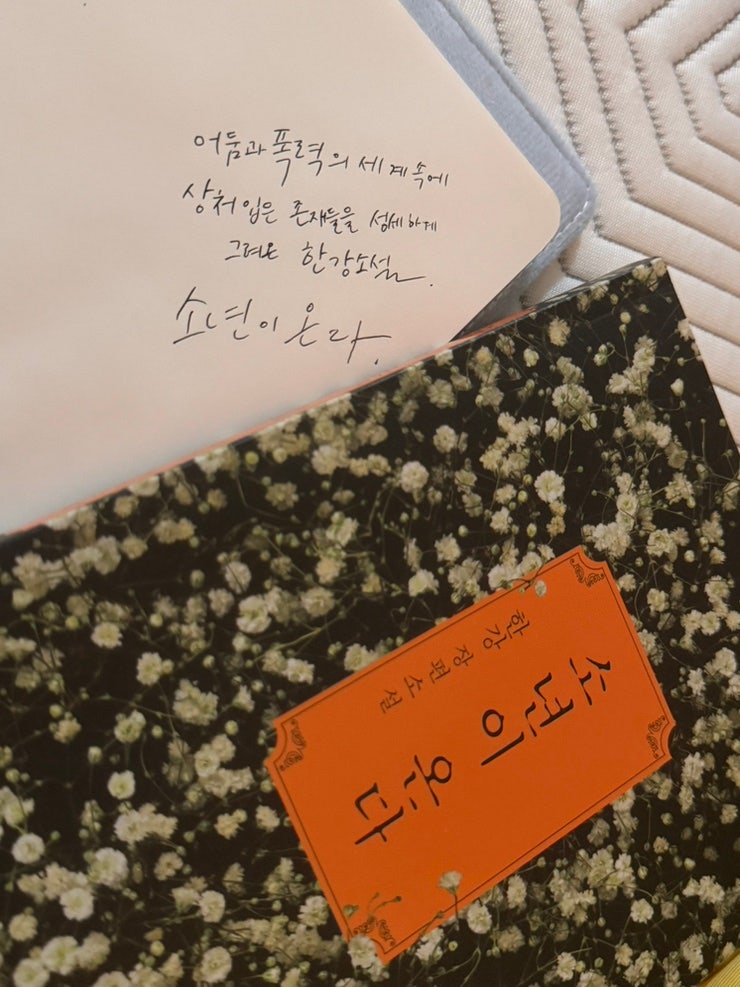 어둠과 폭력의 세계속에
상처 입은 존재들을 섬세하게
그려온 한강소설.
소년이 온다.
한강 장편소설
소년이 온다